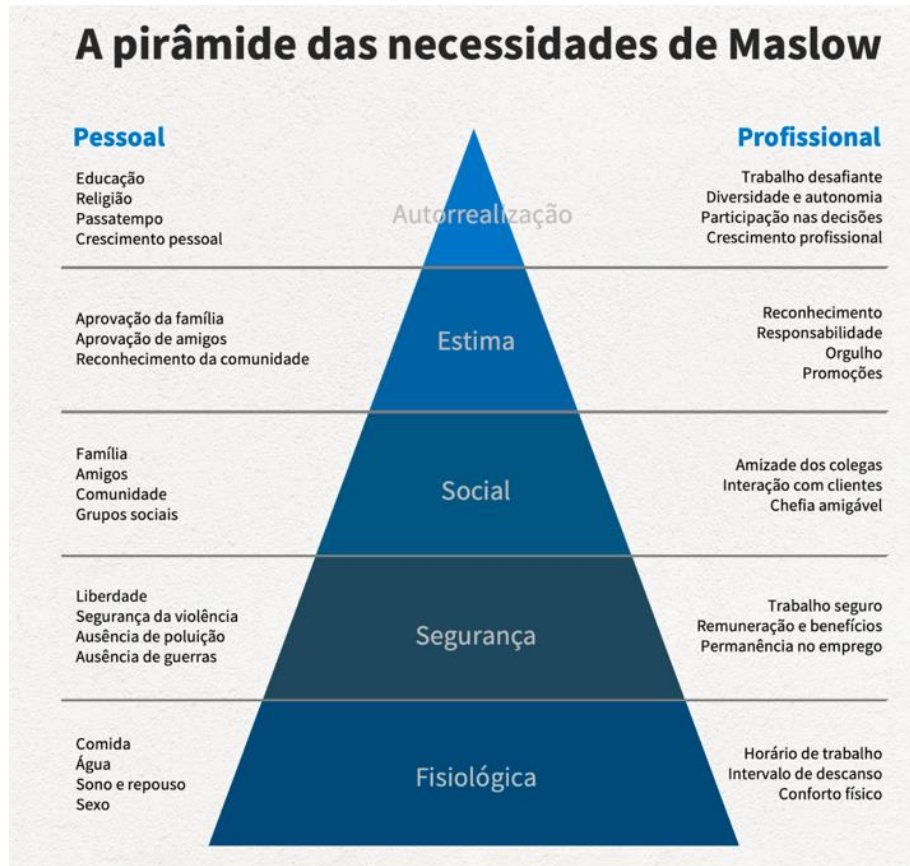 A pirâmide das necessidades de Maslow
Pessoal
Profissional
Educação
Religião
Passatempo
Crescimento pessoal
Autorrealização
Trabalho desafiante
Diversidade e autonomia
Participação nas decisões
Crescimento profissional
Aprovação da família
Aprovação de amigos
Reconhecimento da comunidade
Estima
Reconhecimento
Responsabilidade
Orgulho
Promoções
Família
Amigos
Comunidade
Grupos sociais
Social
Amizade dos colegas
Interação com clientes
Chefia amigável
Liberdade
Segurança da violência
Ausência de poluição
Ausência de guerras
Segurança
Trabalho seguro
Remuneração e benefícios
Permanência no emprego
Comida
Água
Sono e repouso
Sexo
Fisiológica
Horário de trabalho
Intervalo de descanso
Conforto físico